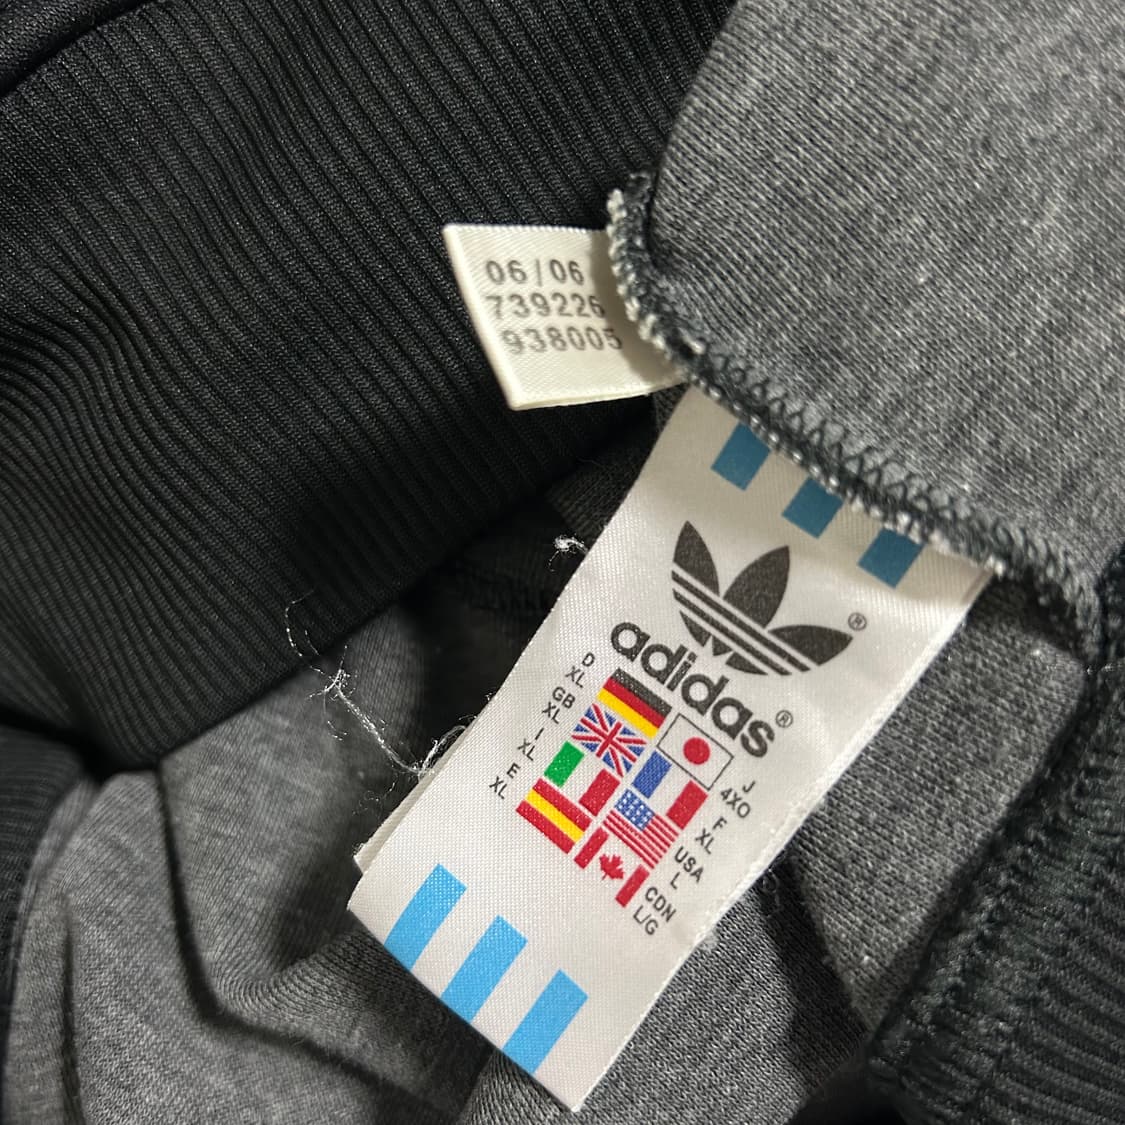 06/06
739226
938005
®
adidas®
D
XL
GB
XL
I
XL
E
XL
J
4XO
F
XL
USA
L
CDN
L/G